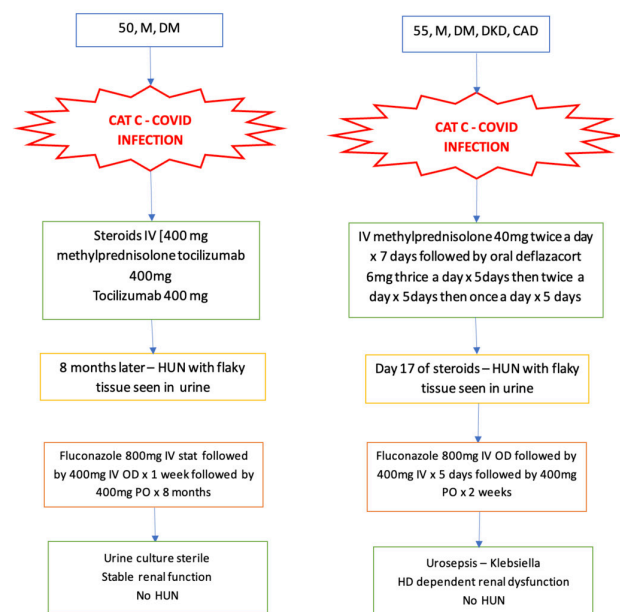 50, M, DM
CAT C - COVID
INFECTION
Steroids IV [400 mg
methylprednisolone tocilizumab
400mg
Tocilizumab 400 mg
8 months later – HUN with flaky
tissue seen in urine
Fluconazole 800mg IV stat followed
by 400mg IV OD x 1 week followed by
400mg PO x 8 months
Urine culture sterile
Stable renal function
No HUN
55, M, DM, DKD, CAD
CAT C - COVID
INFECTION
IV methylprednisolone 40mg twice a day
x 7 days followed by oral deflazacort
6mg thrice a day x 5days then twice a
day x 5days then once a day x 5 days
Day 17 of steroids – HUN with flaky
tissue seen in urine
Fluconazole 800mg IV OD followed by
400mg IV x 5 days followed by 400mg
PO x 2 weeks
Urosepsis – Klebsiella
HD dependent renal dysfunction
No HUN